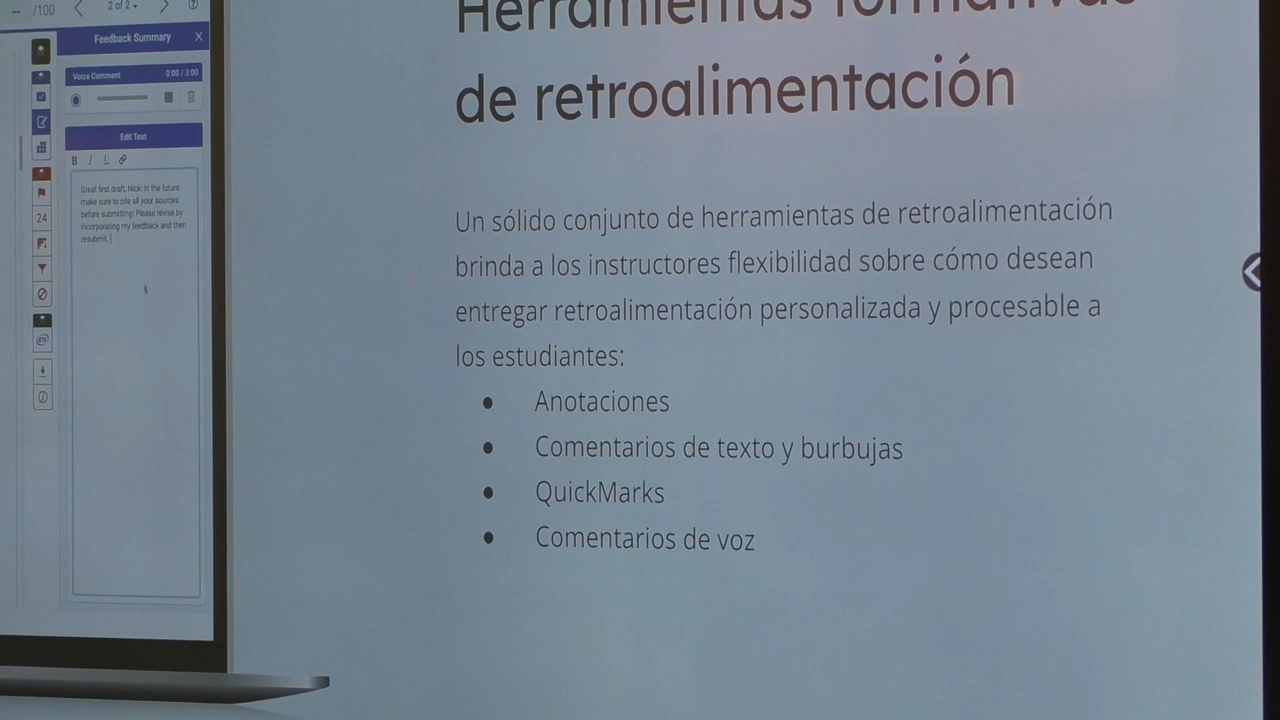 /100
2 of 2
Feedback Summary X
Voice Comment 0:00 / 3:00
Edit Text
B I U
Great first draft, Nick! In the future
make sure to cite all your sources
before submitting! Please revise by
incorporating my feedback and then
resubmit.
24
Herramientas formativas
de retroalimentación
Un sólido conjunto de herramientas de retroalimentación
brinda a los instructores flexibilidad sobre cómo desean
entregar retroalimentación personalizada y procesable a
los estudiantes:
• Anotaciones
• Comentarios de texto y burbujas
• QuickMarks
• Comentarios de voz